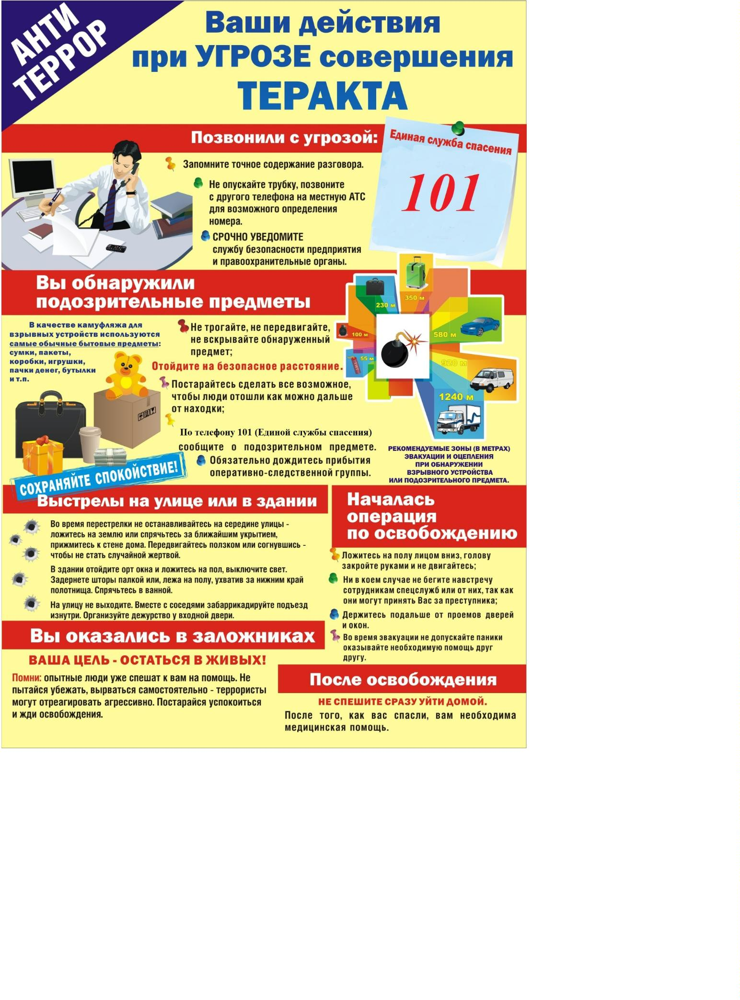 АНТИ
ТЕРРОР
Ваши действия
при УГРОЗЕ совершения
ТЕРАКТА
Позвонили с угрозой:
Единая служба спасения
101
Запомните точное содержание разговора.
Не опускайте трубку, позвоните
с другого телефона на местную АТС
для возможного определения
номера.
СРОЧНО УВЕДОМИТЕ
службу безопасности предприятия
и правоохранительные органы.
Вы обнаружили
подозрительные предметы
В качестве камуфляжа для
взрывных устройств используются
самые обычные бытовые предметы:
сумки, пакеты,
коробки, игрушки,
пачки денег, бутылки
и т.п.
Не трогайте, не передвигайте,
не вскрывайте обнаруженный
предмет;
Отойдите на безопасное расстояние.
Постарайтесь сделать все возможное,
чтобы люди отошли как можно дальше
от находки;
По телефону 101 (Единой службы спасения)
сообщите о подозрительном предмете.
Обязательно дождитесь прибытия
оперативно-следственной группы.
СОХРАНЯЙТЕ СПОКОЙСТВИЕ!
55 м
100 м
230 м
350 м
580 м
920 м
1240 м
РЕКОМЕНДУЕМЫЕ ЗОНЫ (В МЕТРАХ)
ЭВАКУАЦИИ И ОЦЕПЛЕНИЯ
ПРИ ОБНАРУЖЕНИИ
ВЗРЫВНОГО УСТРОЙСТВА
ИЛИ ПОДОЗРИТЕЛЬНОГО ПРЕДМЕТА.
Выстрелы на улице или в здании
Во время перестрелки не останавливайтесь на середине улицы -
ложитесь на землю или спрячьтесь за ближайшим укрытием,
прижмитесь к стене дома. Передвигайтесь ползком или согнувшись -
чтобы не стать случайной жертвой.
В здании отойдите орт окна и ложитесь на пол, выключите свет.
Задернете шторы палкой или, лежа на полу, ухватив за нижним край
полотнища. Спрячьтесь в ванной.
На улицу не выходите. Вместе с соседями забаррикадируйте подъезд
изнутри. Организуйте дежурство у входной двери.
Началась
операция
по освобождению
Ложитесь на полу лицом вниз, голову
закройте руками и не двигайтесь;
Ни в коем случае не бегите навстречу
сотрудникам спецслужб или от них, так как
они могут принять Вас за преступника;
Держитесь подальше от проемов дверей
и окон.
Во время эвакуации не допускайте паники
оказывайте необходимую помощь друг
другу.
Вы оказались в заложниках
ВАША ЦЕЛЬ - ОСТАТЬСЯ В ЖИВЫХ!
Помни: опытные люди уже спешат к вам на помощь. Не
пытайся убежать, вырваться самостоятельно - террористы
могут отреагировать агрессивно. Постарайся успокоиться
и жди освобождения.
После освобождения
НЕ СПЕШИТЕ СРАЗУ УЙТИ ДОМОЙ.
После того, как вас спасли, вам необходима
медицинская помощь.